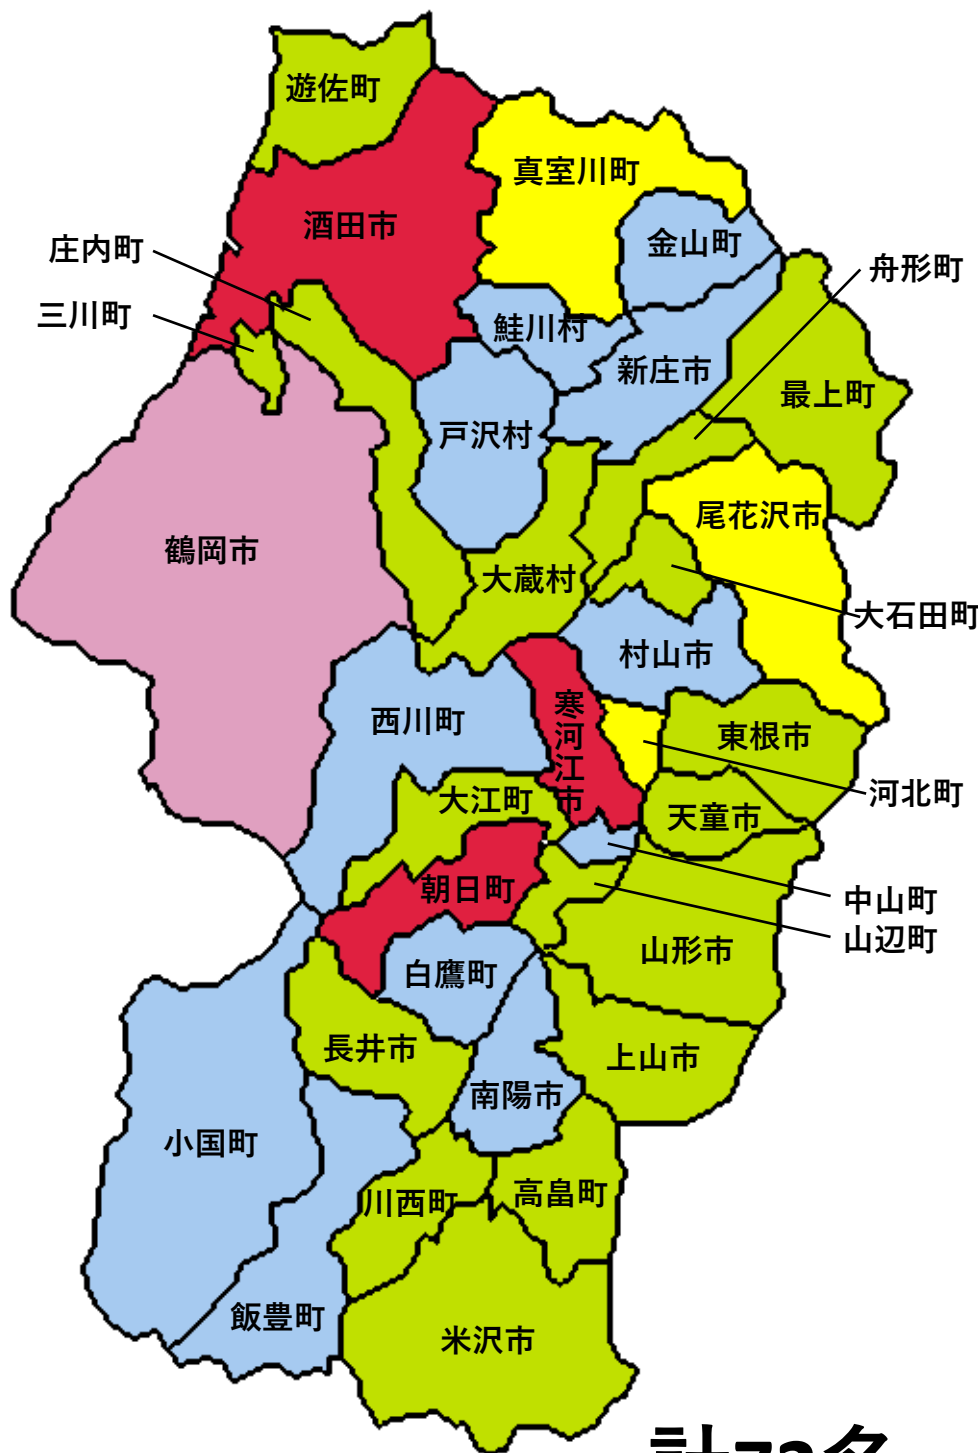 遊佐町
真室川町
酒田市
庄内町
金山町
舟形町
三川町
鮭川村
新庄市
最上町
戸沢村
尾花沢市
鶴岡市
大蔵村
大石田町
村山市
寒河江市
西川町
東根市
河北町
大江町
天童市
朝日町
中山町
山辺町
山形市
白鷹町
長井市
上山市
南陽市
小国町
川西町
高畠町
飯豊町
米沢市
計73名